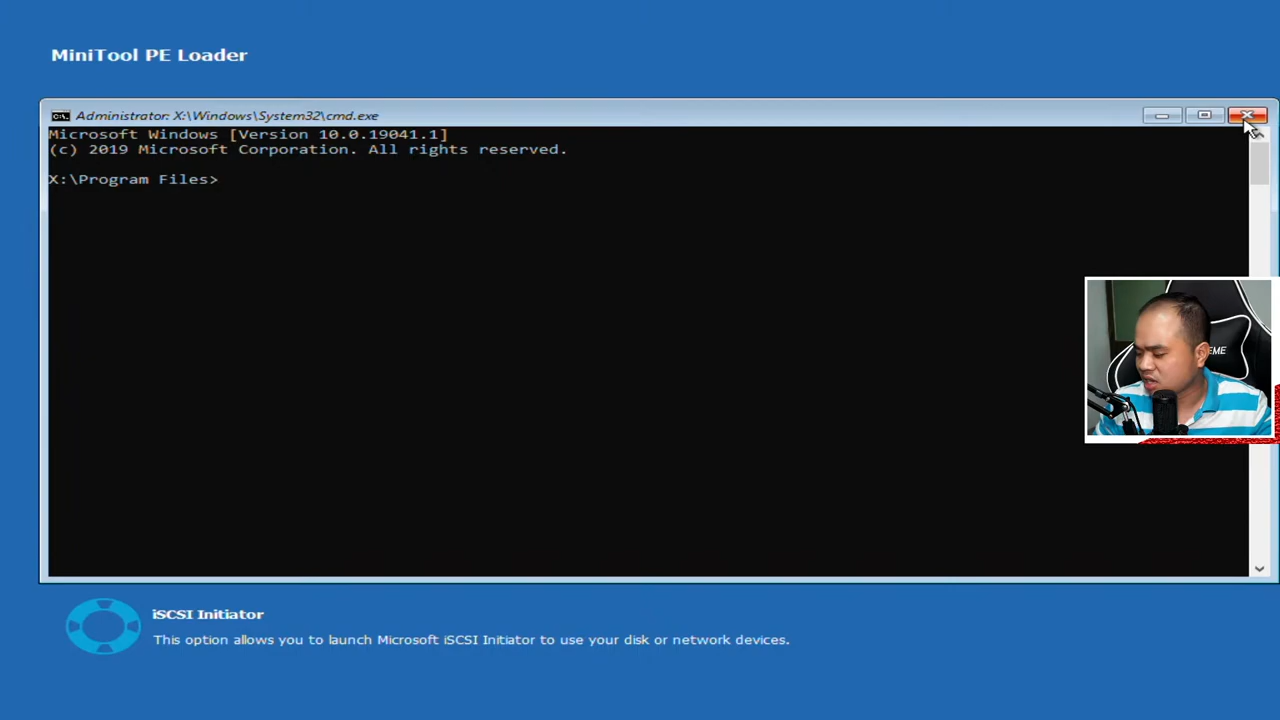 MiniTool PE Loader
Administrator: X:\Windows\System32\cmd.exe
Microsoft Windows [Version 10.0.19041.1]
(c) 2019 Microsoft Corporation. All rights reserved.
X:\Program Files>
EME
iSCSI Initiator
This option allows you to launch Microsoft iSCSI Initiator to use your disk or network devices.